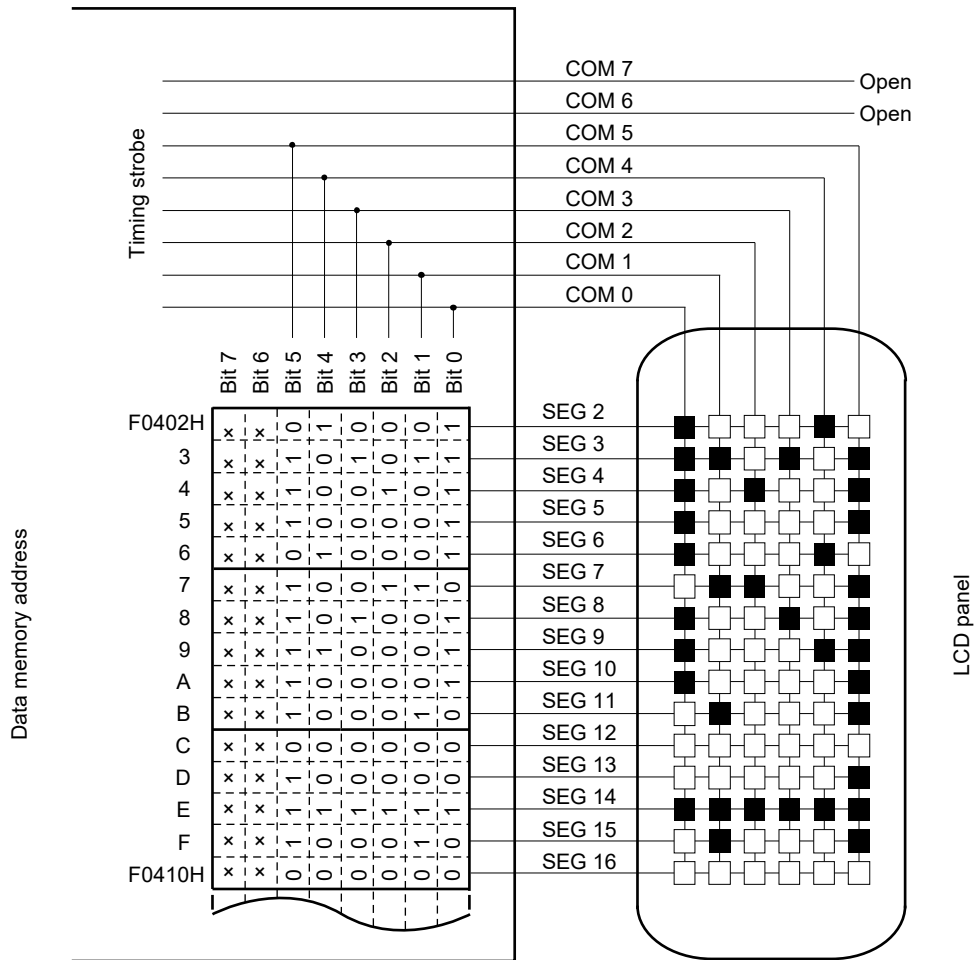 COM 7
Open
COM 6
Open
COM 5
COM 4
COM 3
COM 2
COM 1
COM 0
Timing strobe
Bit 7 Bit 6 Bit 5 Bit 4 Bit 3 Bit 2 Bit 1 Bit 0
Data memory address
F0402H × × 0 1 0 0 0 1 SEG 2
3 × × 1 0 1 0 1 1 SEG 3
4 × × 1 0 0 1 0 1 SEG 4
5 × × 1 0 0 0 0 1 SEG 5
6 × × 0 1 0 0 0 1 SEG 6
7 × × 1 0 0 1 1 0 SEG 7
8 × × 1 0 1 0 0 1 SEG 8
9 × × 1 1 0 0 0 1 SEG 9
A × × 1 0 0 0 0 1 SEG 10
B × × 1 0 0 0 1 0 SEG 11
C × × 0 0 0 0 0 0 SEG 12
D × × 1 0 0 0 0 0 SEG 13
E × × 1 1 1 1 1 1 SEG 14
F × × 1 0 0 0 1 0 SEG 15
F0410H × × 0 0 0 0 0 0 SEG 16
LCD panel